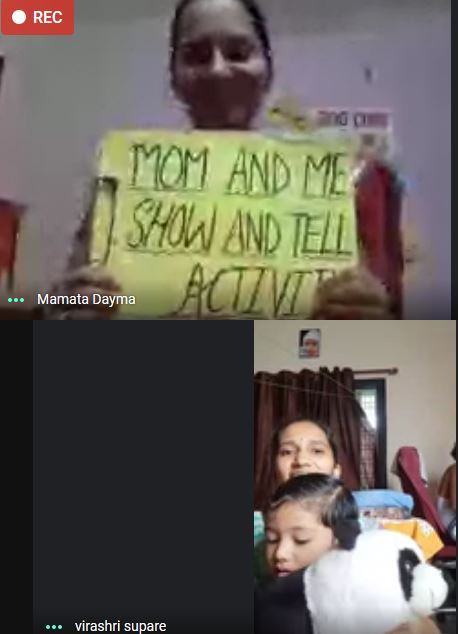 REC
MOM AND ME
SHOW AND TELL
ACTIVIT
Mamata Dayma
virashri supare